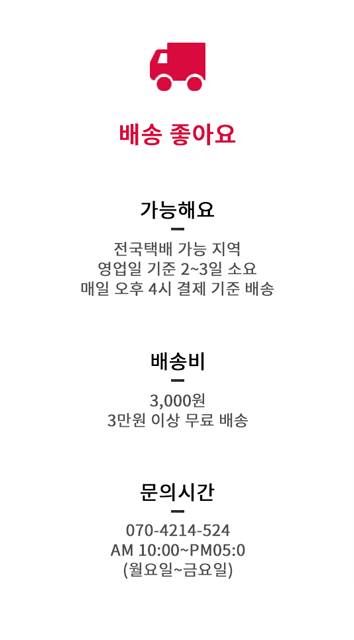 배송 좋아요
가능해요
전국택배 가능 지역
영업일 기준 2~3일 소요
매일 오후 4시 결제 기준 배송
배송비
3,000원
3만원 이상 무료 배송
문의시간
070-4214-524
AM 10:00~PM05:0
(월요일~금요일)